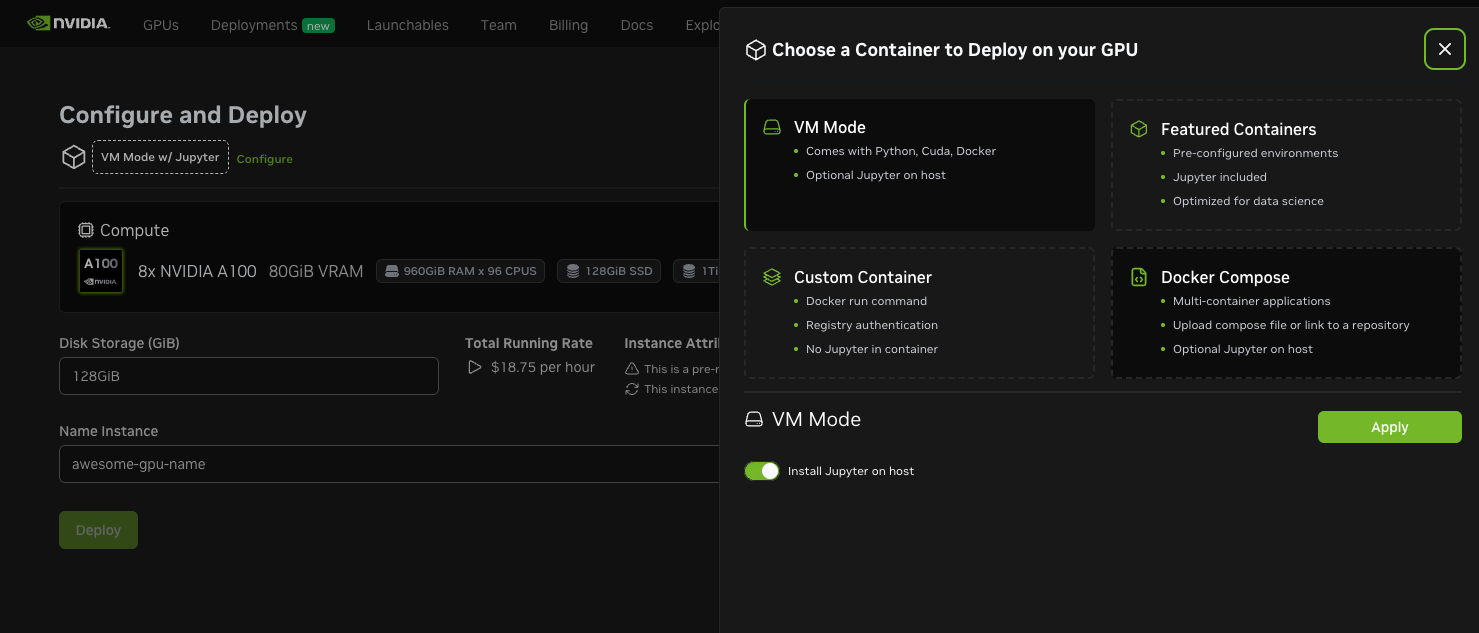 NVIDIA.
GPUs
Deployments new
Launchables
Team
Billing
Docs
Explo
Configure and Deploy
VM Mode w/ Jupyter
Configure
Compute
A100
NVIDIA.
8x NVIDIA A100
80GiB VRAM
960GiB RAM x 96 CPUS
128GiB SSD
1Ti
Disk Storage (GiB)
128GiB
Total Running Rate
$18.75 per hour
Instance Attri
This is a pre-r
This instance
Name Instance
awesome-gpu-name
Deploy
Choose a Container to Deploy on your GPU
VM Mode
Comes with Python, Cuda, Docker
Optional Jupyter on host
Featured Containers
Pre-configured environments
Jupyter included
Optimized for data science
Custom Container
Docker run command
Registry authentication
No Jupyter in container
Docker Compose
Multi-container applications
Upload compose file or link to a repository
Optional Jupyter on host
VM Mode
Apply
Install Jupyter on host